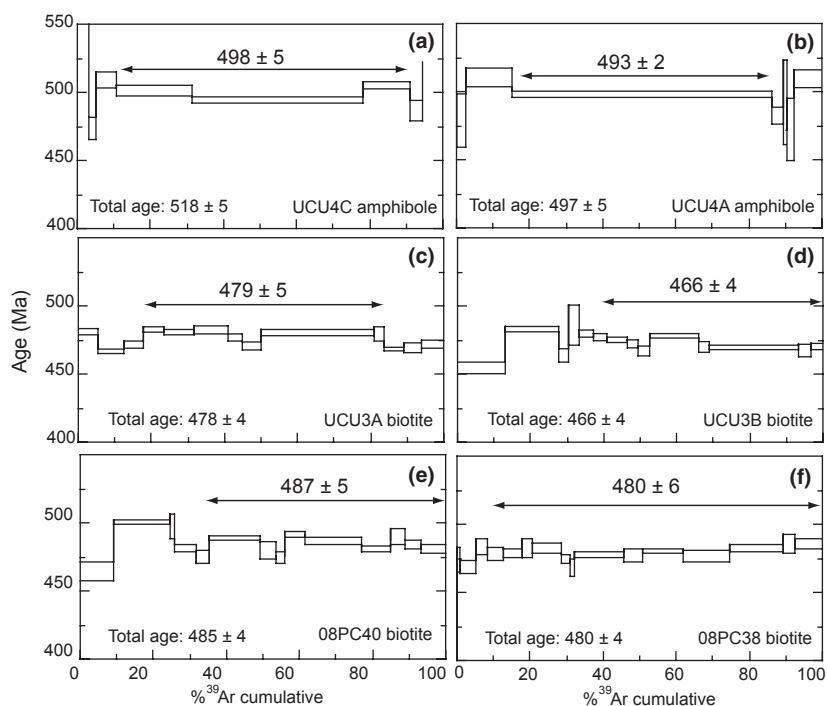 550
(a)
(b)
498 ± 5
493 ± 2
500
450
Total age: 518 ± 5
UCU4C amphibole
Total age: 497 ± 5
UCU4A amphibole
400
(c)
(d)
479 ± 5
466 ± 4
500
Age (Ma)
450
Total age: 478 ± 4
UCU3A biotite
Total age: 466 ± 4
UCU3B biotite
400
(e)
(f)
487 ± 5
480 ± 6
500
450
Total age: 485 ± 4
08PC40 biotite
Total age: 480 ± 4
08PC38 biotite
400
0 20 40 60 80 100 0 20 40 60 80 100
%³⁹Ar cumulative
%³⁹Ar cumulative